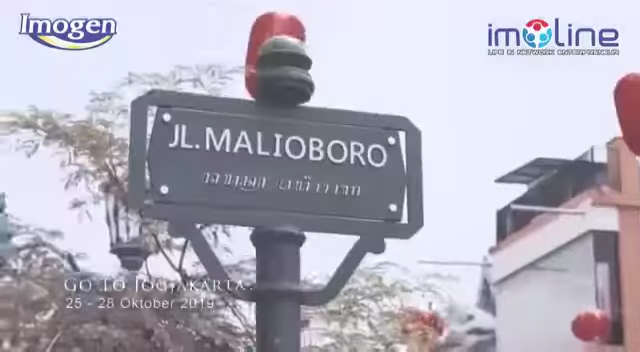 Imogen
imoline
LIFE IN NETWORK ENTERPRENEUR
JL.MALIOBORO
GO TO JOGJAKARTA.
25 - 28 Oktober 2019